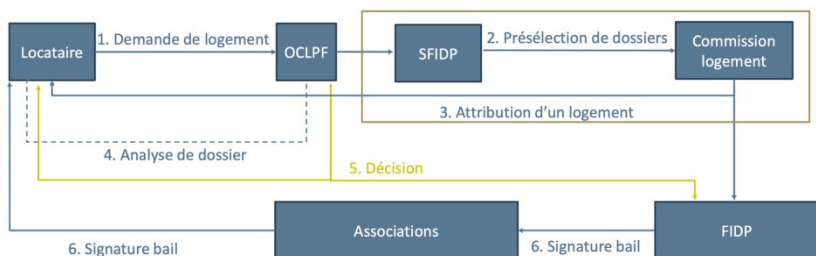 1. Demande de logement
2. Présélection de dossiers
Locataire
OCLPF
SFIDP
Commission
logement
3. Attribution d'un logement
4. Analyse de dossier
5. Décision
Associations
FIDP
6. Signature bail
6. Signature bail